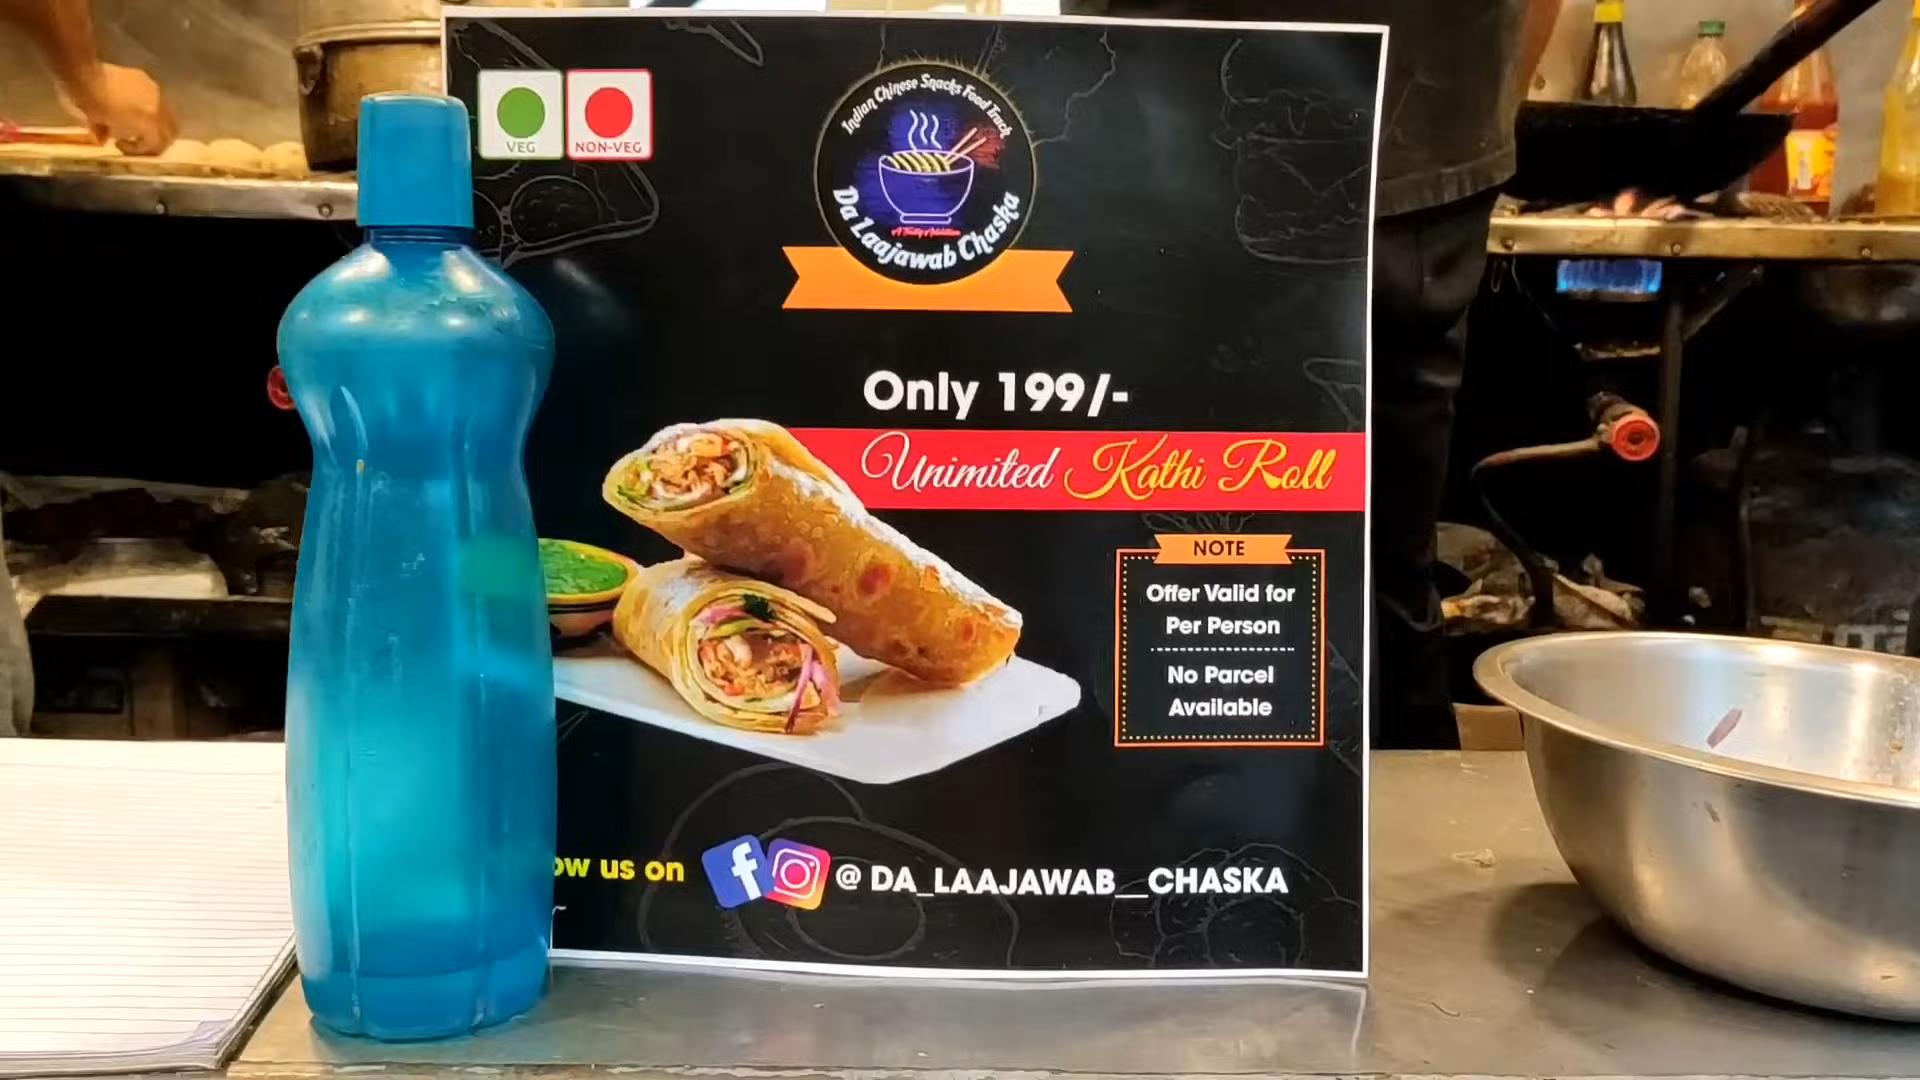 VEG
NON-VEG
Indian Chinese Snacks Food Truck
Da Laajawab Chaska
Only 199/-
Unimited Kathi Roll
NOTE
Offer Valid for
Per Person
No Parcel
Available
ow us on
@ DA_LAAJAWAB__CHASKA